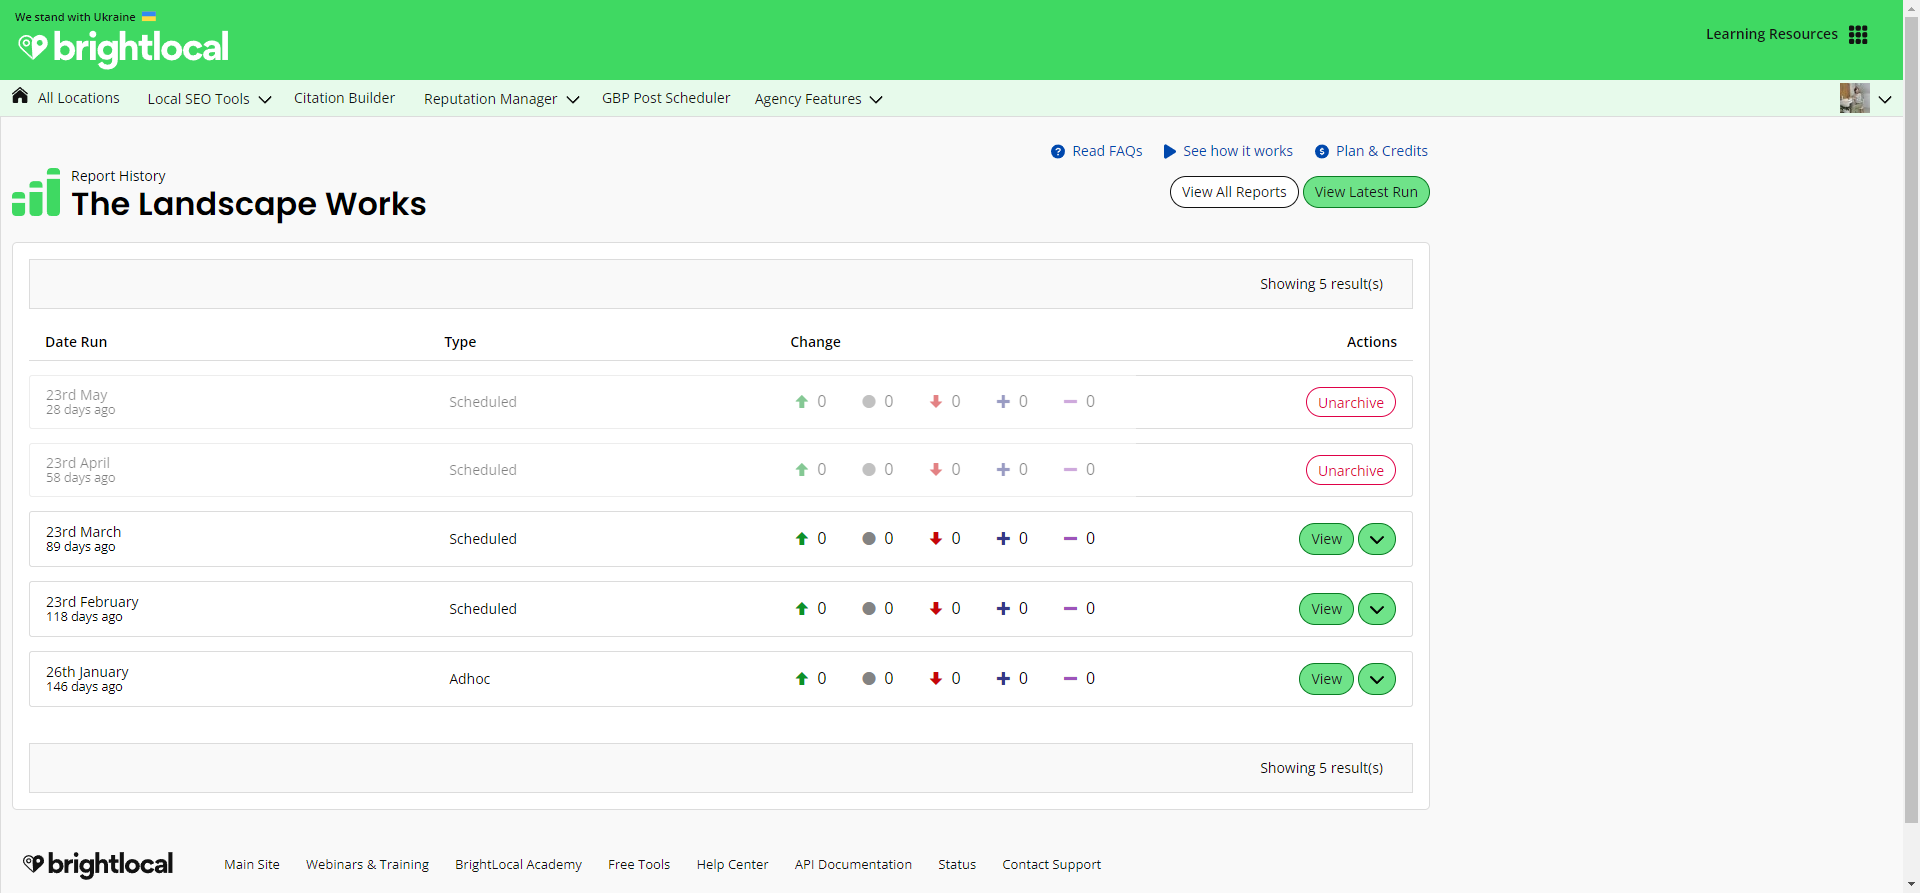 We stand with Ukraine
brightlocal
Learning Resources
All Locations Local SEO Tools Citation Builder Reputation Manager GBP Post Scheduler Agency Features
Read FAQs See how it works Plan & Credits
Report History
The Landscape Works
View All Reports View Latest Run
Showing 5 result(s)
Date Run Type Change Actions
23rd May
28 days ago
Scheduled 0 0 0 0 0 Unarchive
23rd April
58 days ago
Scheduled 0 0 0 0 0 Unarchive
23rd March
89 days ago
Scheduled 0 0 0 0 0 View
23rd February
118 days ago
Scheduled 0 0 0 0 0 View
26th January
146 days ago
Adhoc 0 0 0 0 0 View
Showing 5 result(s)
brightlocal Main Site Webinars & Training BrightLocal Academy Free Tools Help Center API Documentation Status Contact Support